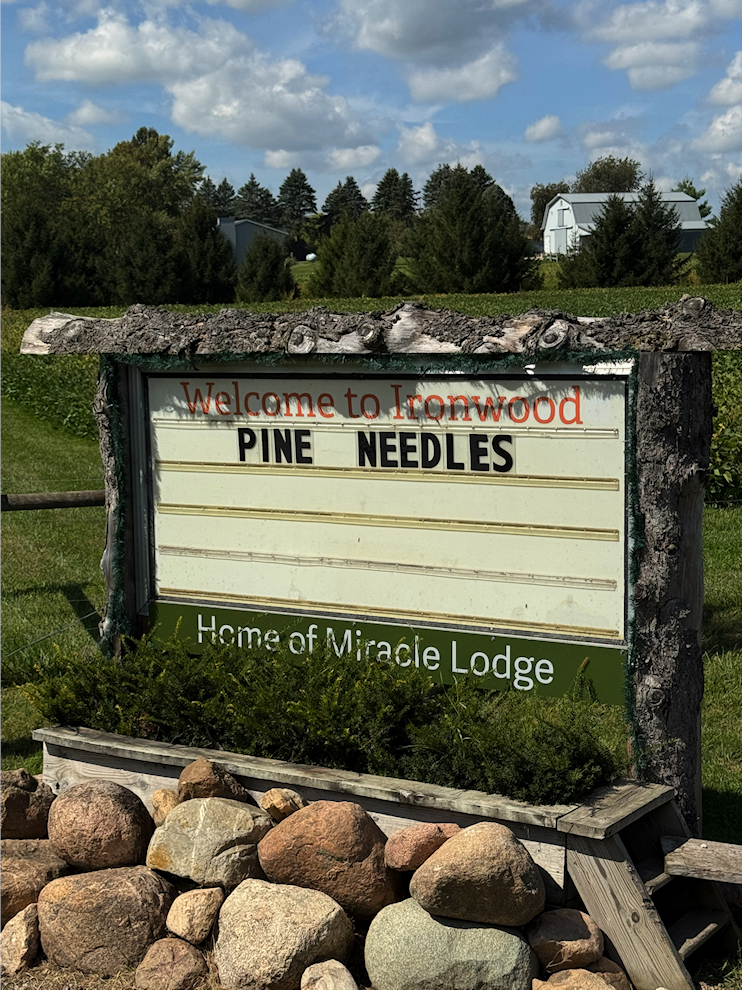 Welcome to Ironwood
PINE NEEDLES
Home of Miracle Lodge